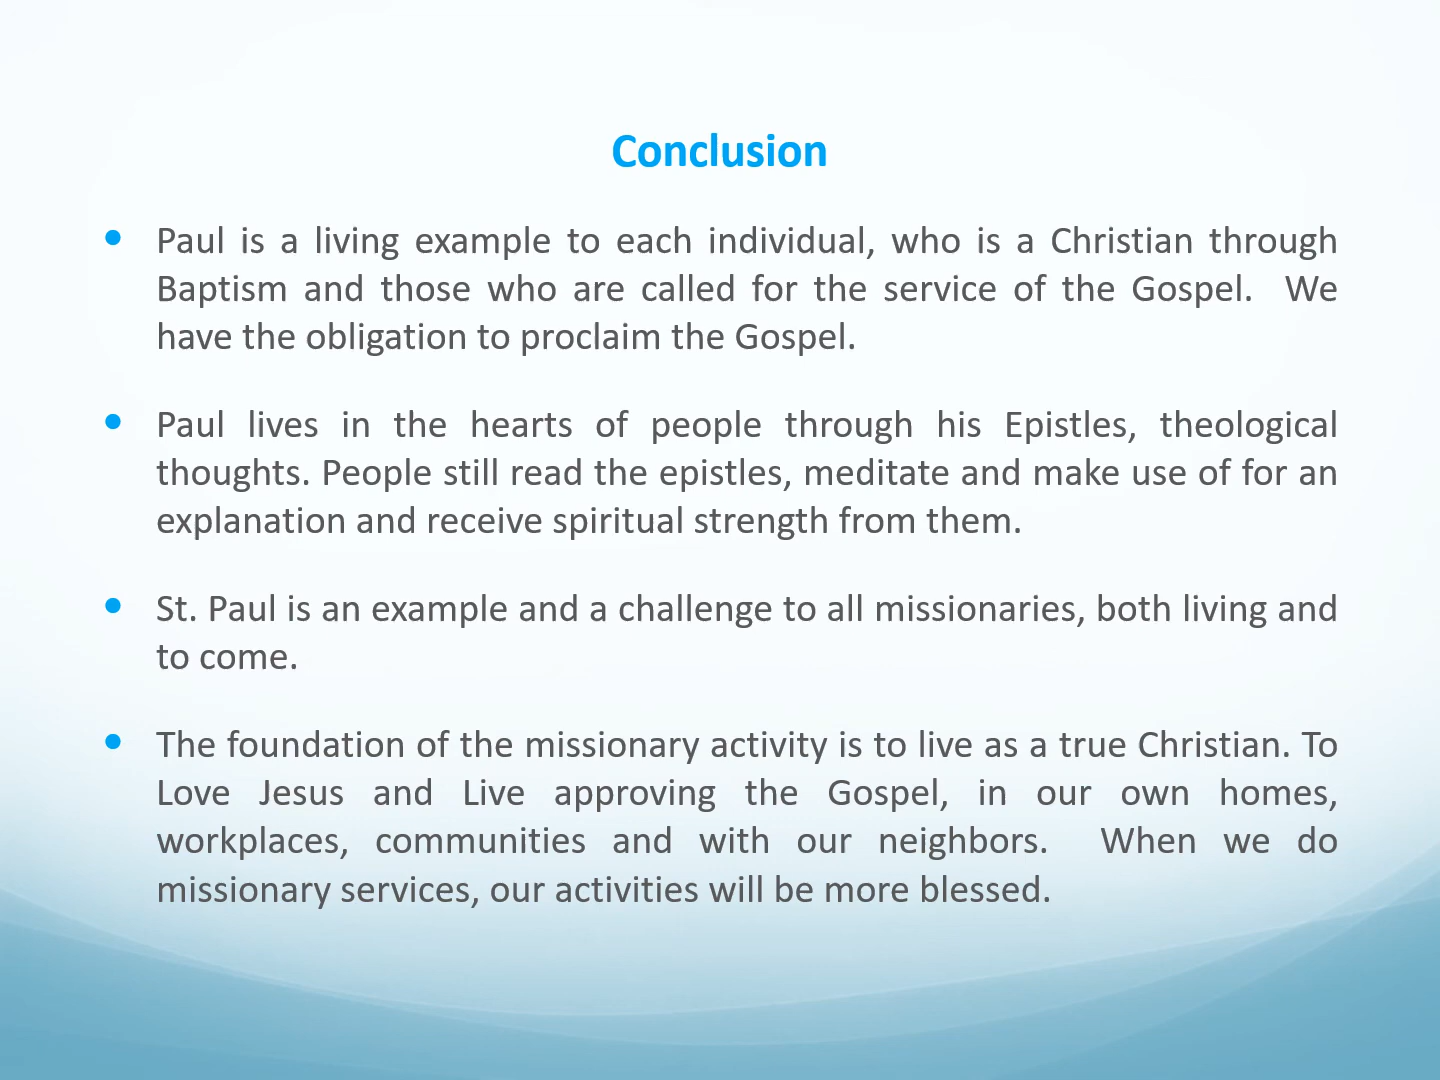 Conclusion
• Paul is a living example to each individual, who is a Christian through
Baptism and those who are called for the service of the Gospel.  We
have the obligation to proclaim the Gospel.
• Paul lives in the hearts of people through his Epistles, theological
thoughts. People still read the epistles, meditate and make use of for an
explanation and receive spiritual strength from them.
• St. Paul is an example and a challenge to all missionaries, both living and
to come.
• The foundation of the missionary activity is to live as a true Christian. To
Love Jesus and Live approving the Gospel, in our own homes,
workplaces, communities and with our neighbors.  When we do
missionary services, our activities will be more blessed.